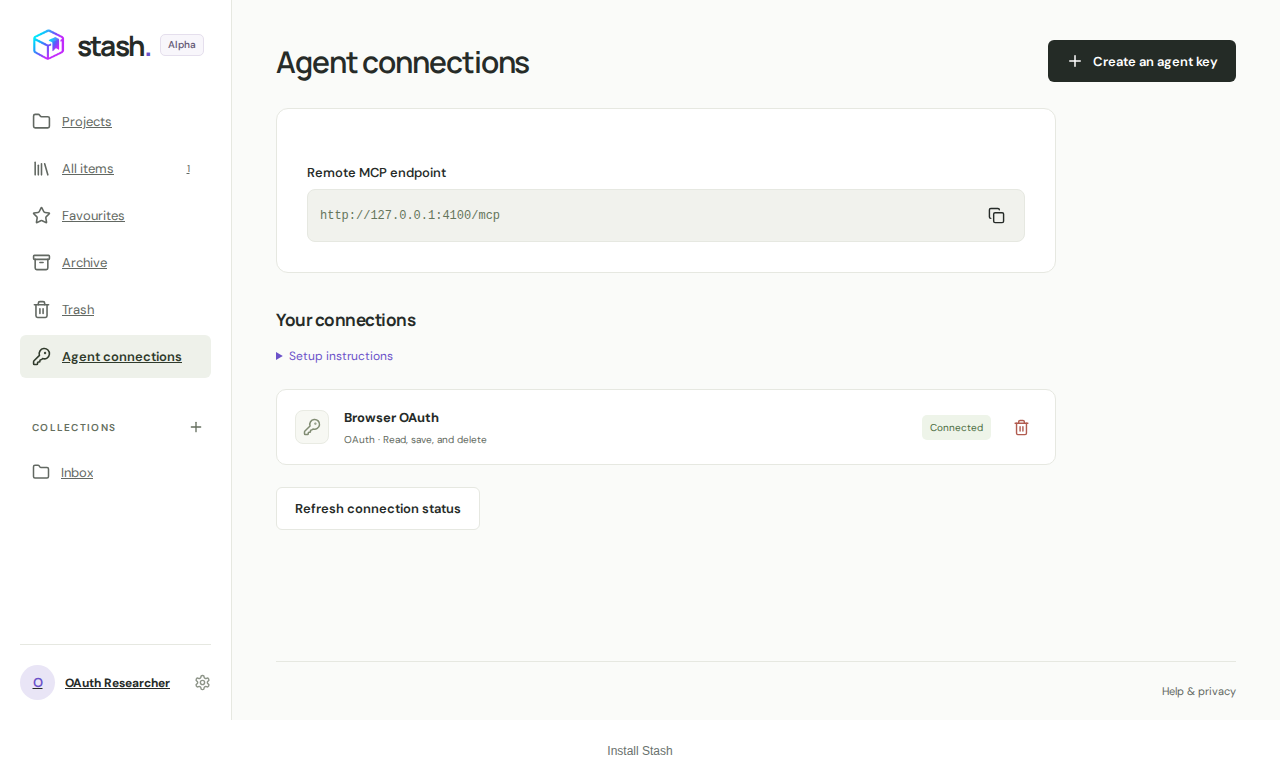 stash.
Alpha
Projects
All items 1
Favourites
Archive
Trash
Agent connections
COLLECTIONS
Inbox
O OAuth Researcher
Agent connections
Create an agent key
Remote MCP endpoint
http://127.0.0.1:4100/mcp
Your connections
Setup instructions
Browser OAuth
OAuth · Read, save, and delete
Connected
Refresh connection status
Help & privacy
Install Stash